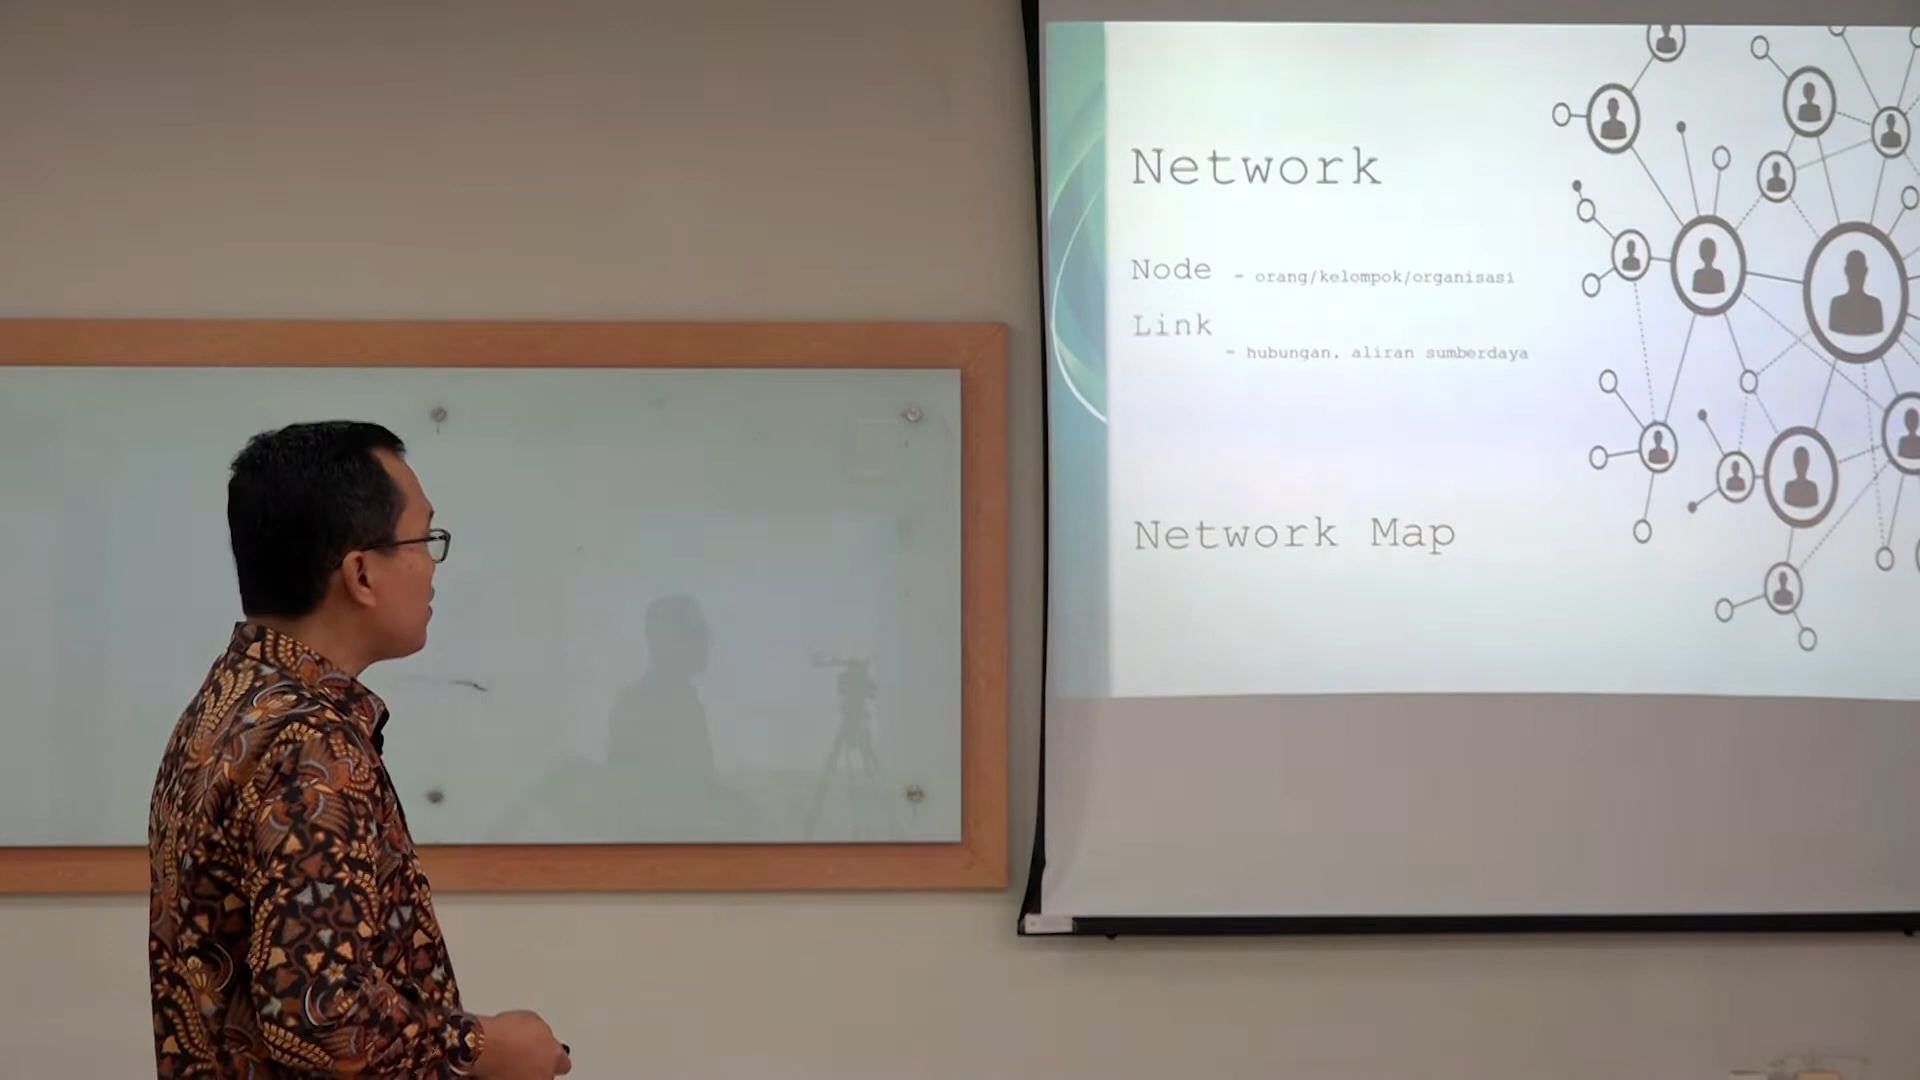 Network
Node - orang/kelompok/organisasi
Link
- hubungan, aliran sumberdaya
Network Map